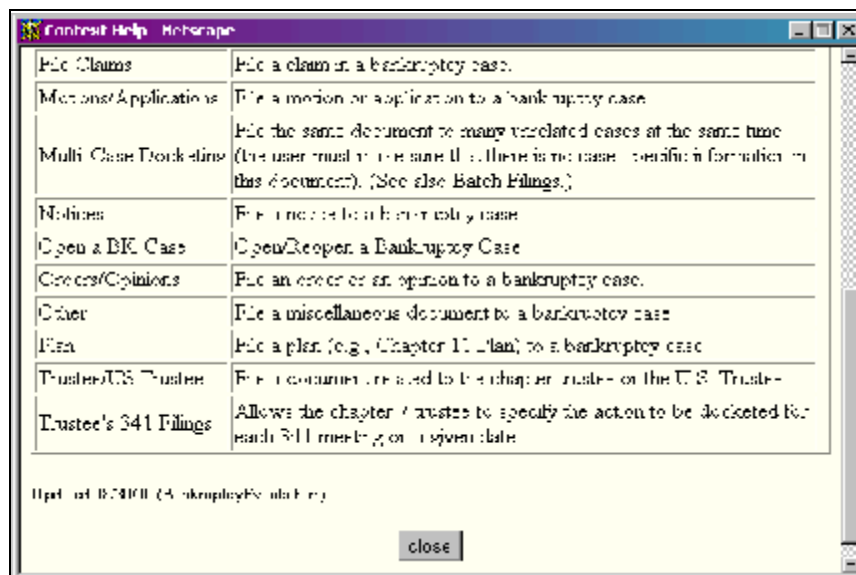 Context Help - Netscape
File Claims File a claim in a bankruptcy case.
Motions/Applications File a motion or application to a bankruptcy case
Multi-Case Docketing File the same document to many unrelated cases at the same time
(the user must make sure that there is no case specific information in
this document). (See also Batch Filings.)
Notices File a notice to a bankruptcy case
Open a BK Case Open/Reopen a Bankruptcy Case
Orders/Opinions File an order or an opinion to a bankruptcy case.
Other File a miscellaneous document to a bankruptcy case
Plan File a plan (e.g., Chapter 11 Plan) to a bankruptcy case
Trustee/US Trustee File a document related to the chapter trustee or the U.S. Trustee
Trustee's 341 Filings Allows the chapter 7 trustee to specify the action to be docketed for
each 341 meeting on a given date
close